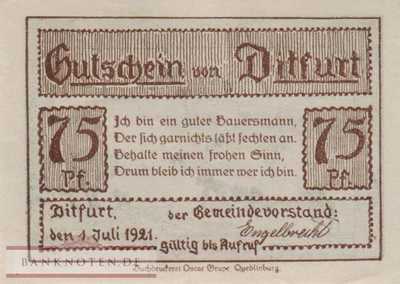 Gutschein von Ditfurt
75 Pf.
Ich bin ein guter Bauersmann,
Der sich garnichts läßt fechten an.
Behalte meinen frohen Sinn,
Drum bleib ich immer wer ich bin.
75 Pf.
Ditfurt, der Gemeindevorstand:
den 1. Juli 1921. Engelbrecht
gültig bis Aufruf
Buchdruckerei Oscar Grupe Quedlinburg.
BANKNOTEN.DE